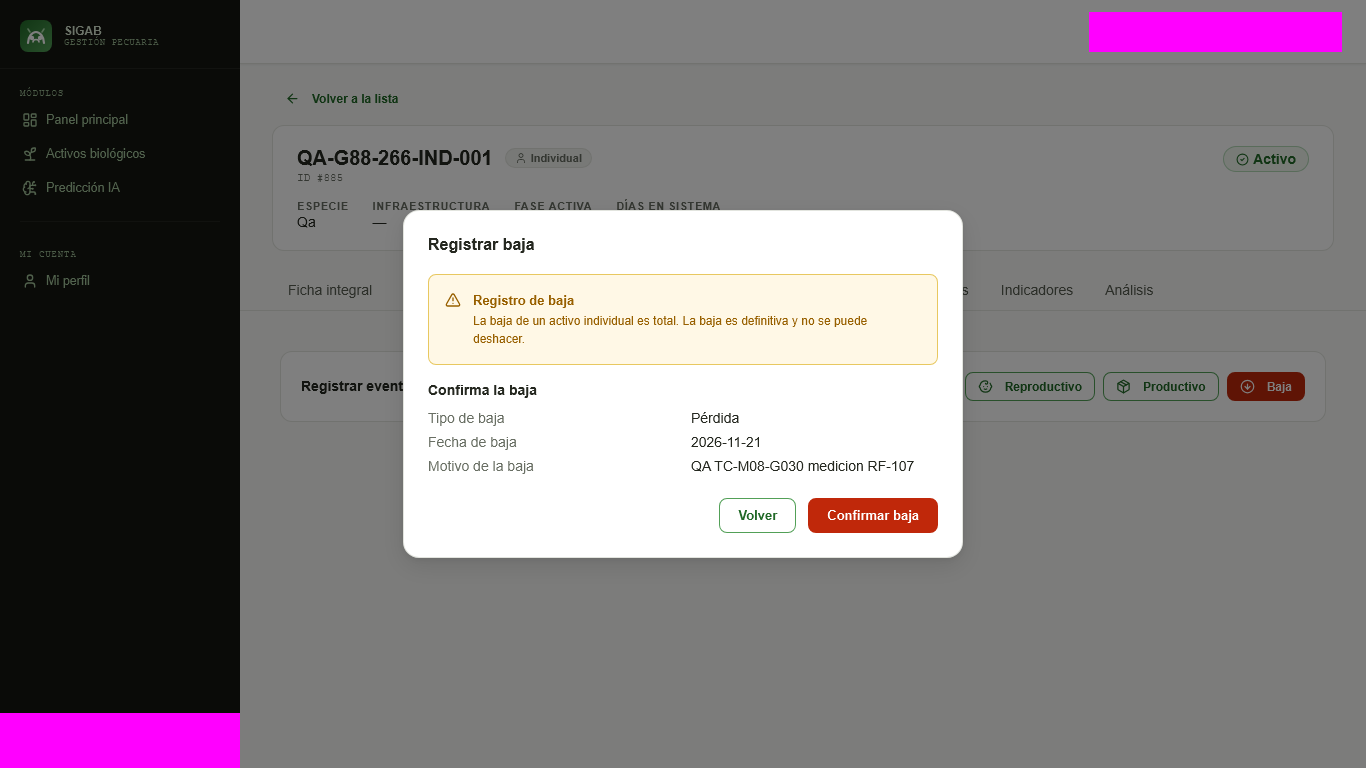 SIGAB
GESTIÓN PECUARIA
MÓDULOS
Panel principal
Activos biológicos
Predicción IA
MI CUENTA
Mi perfil
Volver a la lista
QA-G88-266-IND-001
Individual
ID #885
Activo
ESPECIE
INFRAESTRUCTURA
FASE ACTIVA
DÍAS EN SISTEMA
Qa
—
Ficha integral
Indicadores
Análisis
Registrar
Reproductivo
Productivo
Baja
Registrar baja
Registro de baja
La baja de un activo individual es total. La baja es definitiva y no se puede
deshacer.
Confirma la baja
Tipo de baja
Pérdida
Fecha de baja
2026-11-21
Motivo de la baja
QA TC-M08-G030 medicion RF-107
Volver
Confirmar baja